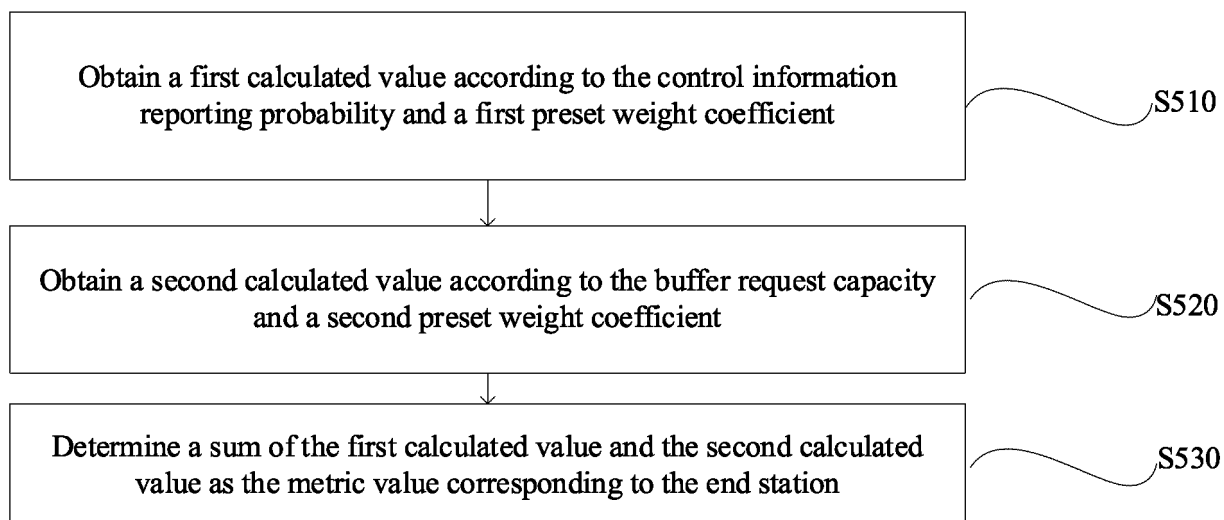 Obtain a first calculated value according to the control information
reporting probability and a first preset weight coefficient
S510
Obtain a second calculated value according to the buffer request capacity
and a second preset weight coefficient
S520
Determine a sum of the first calculated value and the second calculated
value as the metric value corresponding to the end station
S530